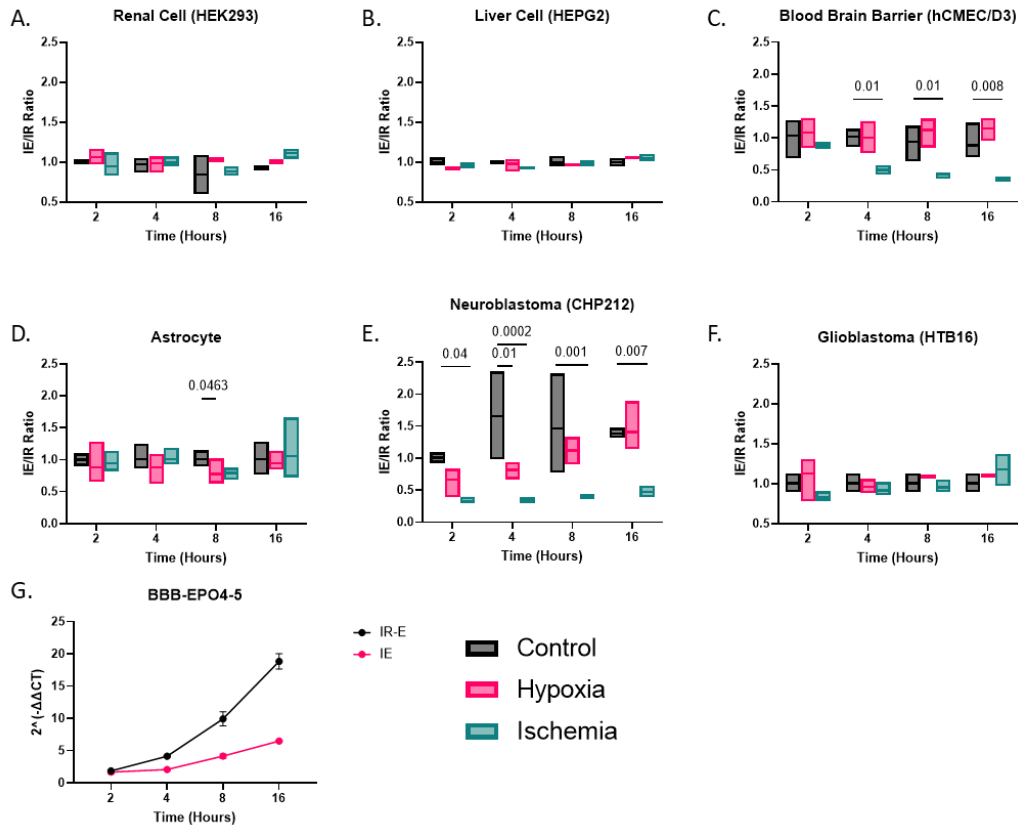 A.
Renal Cell (HEK293)
2.5
2.0
1.5
1.0
0.5
IE/IR Ratio
2 4 8 16
Time (Hours)
B.
Liver Cell (HEPG2)
2.5
2.0
1.5
1.0
0.5
IE/IR Ratio
2 4 8 16
Time (Hours)
C.
Blood Brain Barrier (hCMEC/D3)
2.5
2.0
1.5
1.0
0.5
0.0
IE/IR Ratio
0.01 0.01 0.008
2 4 8 16
Time (Hours)
D.
Astrocyte
2.5
2.0
1.5
1.0
0.5
0.0
IE/IR Ratio
0.0463
2 4 8 16
Time (Hours)
E.
Neuroblastoma (CHP212)
2.5
2.0
1.5
1.0
0.5
0.0
IE/IR Ratio
0.0002
0.04 0.01 0.001 0.007
2 4 8 16
Time (Hours)
F.
Glioblastoma (HTB16)
2.5
2.0
1.5
1.0
0.5
IE/IR Ratio
2 4 8 16
Time (Hours)
G.
BBB-EPO4-5
25
20
15
10
5
0
2^ (-ΔΔCT)
2 4 8 16
Time (Hours)
IR-E
IE
Control
Hypoxia
Ischemia